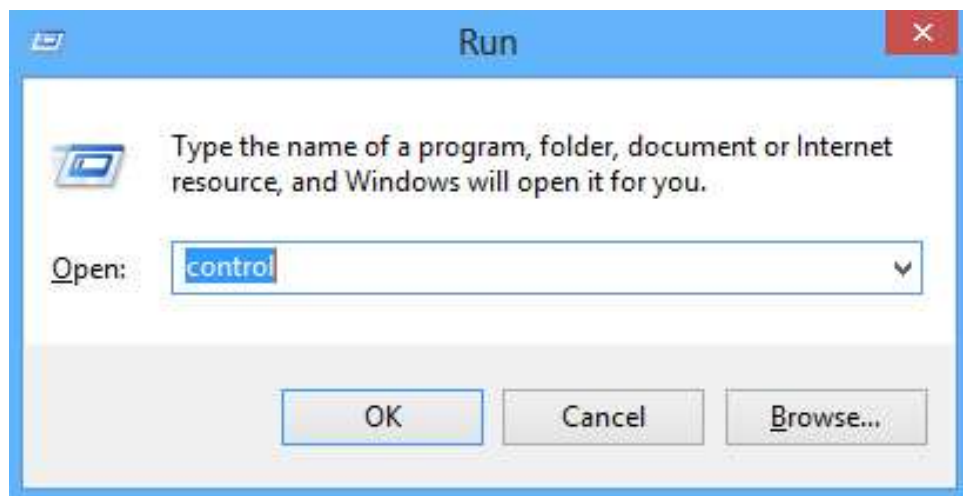 Run
Type the name of a program, folder, document or Internet
resource, and Windows will open it for you.
Open: control
OK Cancel Browse...